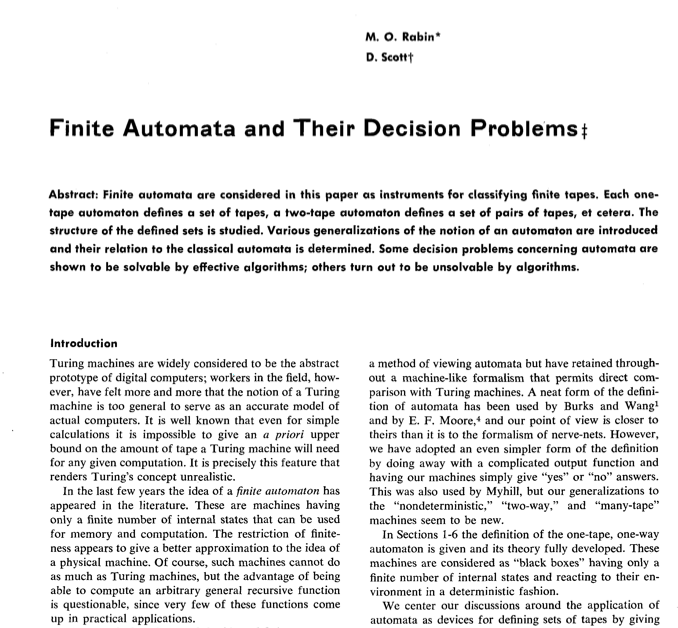 M. O. Rabin*
D. Scott†
Finite Automata and Their Decision Problems‡
Abstract: Finite automata are considered in this paper as instruments for classifying finite tapes. Each one-
tape automaton defines a set of tapes, a two-tape automaton defines a set of pairs of tapes, et cetera. The
structure of the defined sets is studied. Various generalizations of the notion of an automaton are introduced
and their relation to the classical automata is determined. Some decision problems concerning automata are
shown to be solvable by effective algorithms; others turn out to be unsolvable by algorithms.
Introduction
Turing machines are widely considered to be the abstract
prototype of digital computers; workers in the field, how-
ever, have felt more and more that the notion of a Turing
machine is too general to serve as an accurate model of
actual computers. It is well known that even for simple
calculations it is impossible to give an a priori upper
bound on the amount of tape a Turing machine will need
for any given computation. It is precisely this feature that
renders Turing's concept unrealistic.
In the last few years the idea of a finite automaton has
appeared in the literature. These are machines having
only a finite number of internal states that can be used
for memory and computation. The restriction of finite-
ness appears to give a better approximation to the idea of
a physical machine. Of course, such machines cannot do
as much as Turing machines, but the advantage of being
able to compute an arbitrary general recursive function
is questionable, since very few of these functions come
up in practical applications.
a method of viewing automata but have retained through-
out a machine-like formalism that permits direct com-
parison with Turing machines. A neat form of the defini-
tion of automata has been used by Burks and Wang¹
and by E. F. Moore,⁴ and our point of view is closer to
theirs than it is to the formalism of nerve-nets. However,
we have adopted an even simpler form of the definition
by doing away with a complicated output function and
having our machines simply give "yes" or "no" answers.
This was also used by Myhill, but our generalizations to
the "nondeterministic," "two-way," and "many-tape"
machines seem to be new.
In Sections 1-6 the definition of the one-tape, one-way
automaton is given and its theory fully developed. These
machines are considered as "black boxes" having only a
finite number of internal states and reacting to their en-
vironment in a deterministic fashion.
We center our discussions around the application of
automata as devices for defining sets of tapes by giving